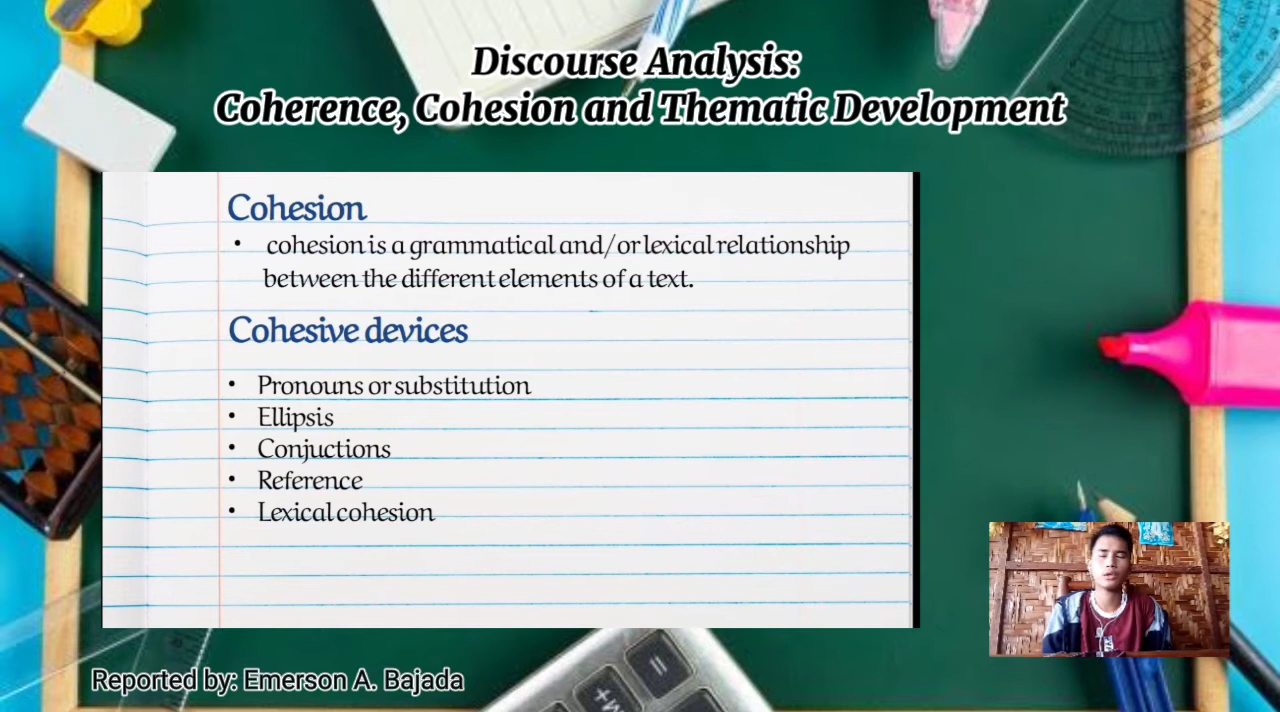 Discourse Analysis:
Coherence, Cohesion and Thematic Development
Cohesion
• cohesion is a grammatical and/or lexical relationship
between the different elements of a text.
Cohesive devices
• Pronouns or substitution
• Ellipsis
• Conjuctions
• Reference
• Lexical cohesion
Reported by: Emerson A. Bajada